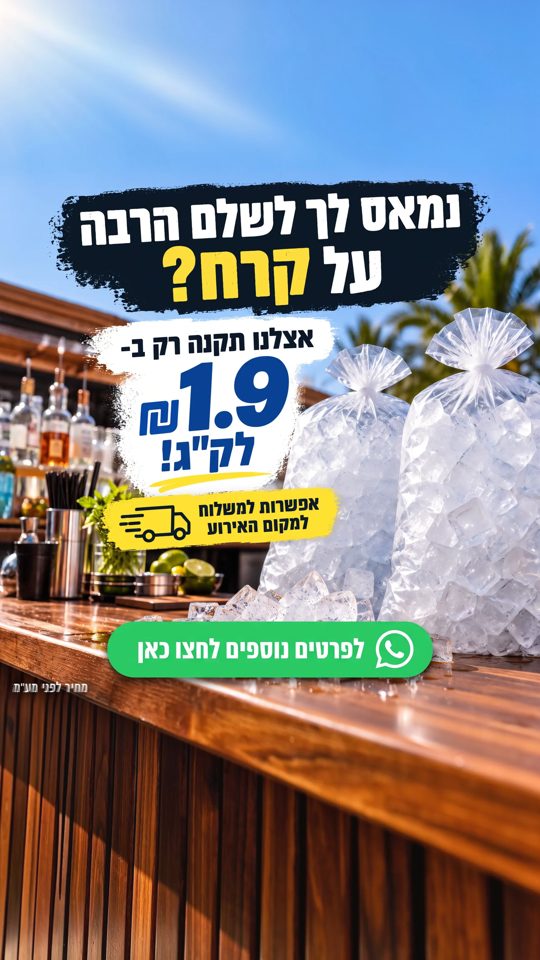 נמאס לך לשלם הרבה
על קרח?
אצלנו תקנה רק ב-
1.9₪
לק"ג!
אפשרות למשלוח
למקום האירוע
לפרטים נוספים לחצו כאן
מחיר לפני מע"מ